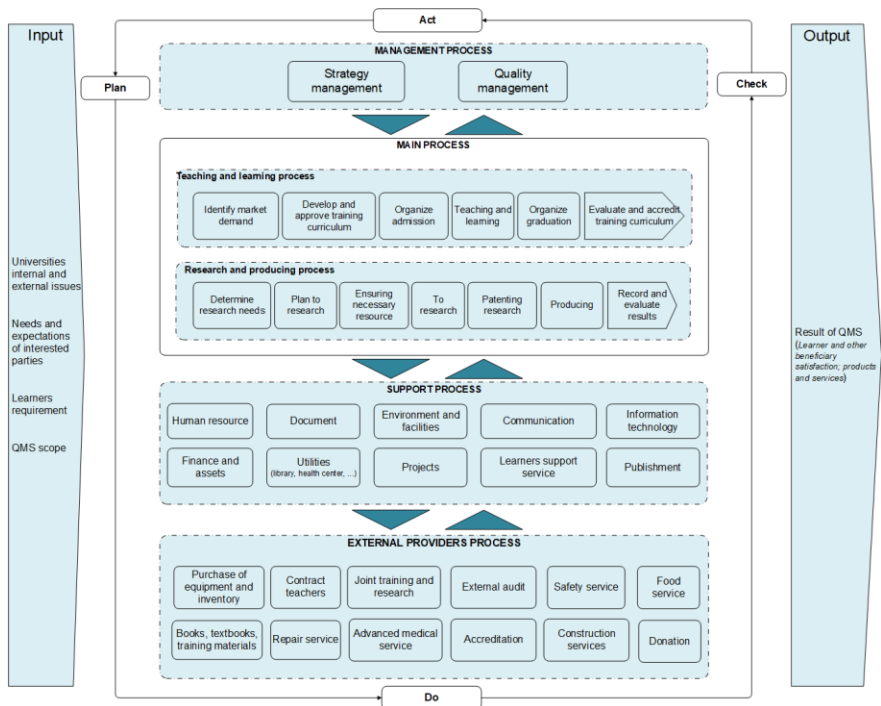 Act
Input
Output
Plan
Check
MANAGEMENT PROCESS
Strategy
management
Quality
management
MAIN PROCESS
Teaching and learning process
Identify market
demand
Develop and
approve training
curriculum
Organize
admission
Teaching and
learning
Organize
graduation
Evaluate and accredit
training curriculum
Research and producing process
Determine
research needs
Plan to
research
Ensuring
necessary
resource
To
research
Patenting
research
Producing
Record and
evaluate
results
Universities
internal and
external issues
Needs and
expectations
of interested
parties
Learners
requirement
QMS scope
Result of QMS
(Learner and other
beneficiary
satisfaction; products
and services)
SUPPORT PROCESS
Human resource
Document
Environment and
facilities
Communication
Information
technology
Finance and
assets
Utilities
(library, health center, ...)
Projects
Learners support
service
Publishment
EXTERNAL PROVIDERS PROCESS
Purchase of
equipment and
inventory
Contract
teachers
Joint training and
research
External audit
Safety service
Food
service
Books, textbooks,
training materials
Repair service
Advanced medical
service
Accreditation
Construction
services
Donation
Do